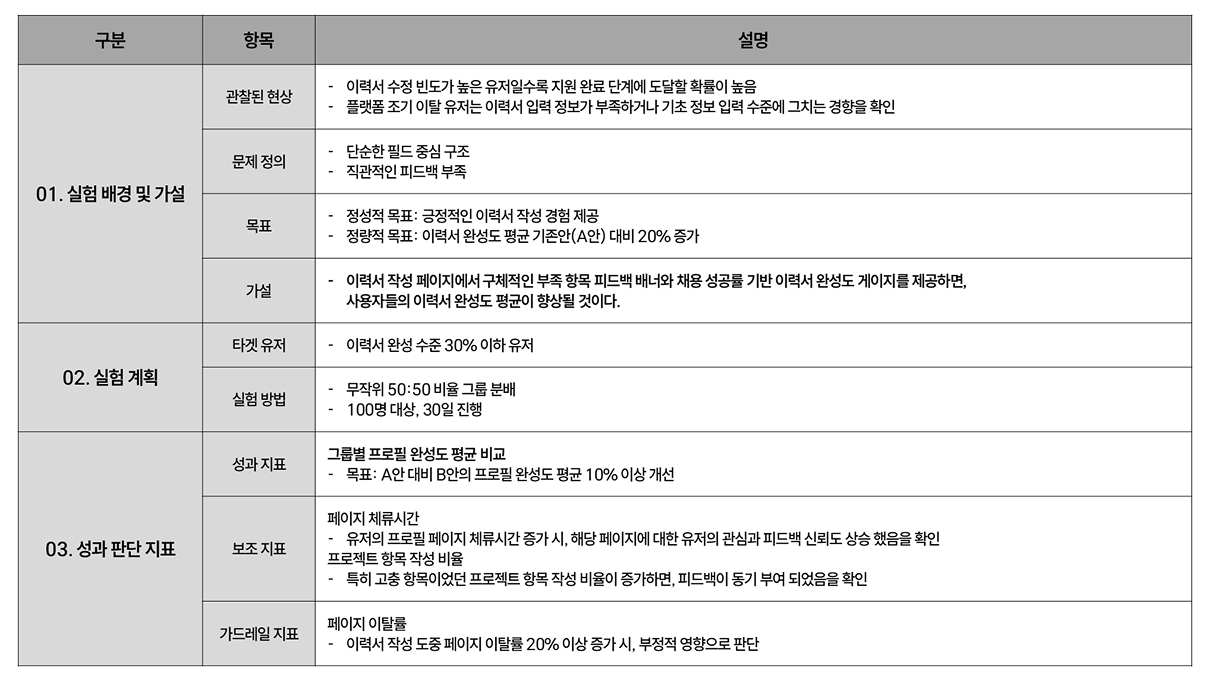 구분 항목 설명
01. 실험 배경 및 가설
관찰된 현상
- 이력서 수정 빈도가 높은 유저일수록 지원 완료 단계에 도달할 확률이 높음
- 플랫폼 조기 이탈 유저는 이력서 입력 정보가 부족하거나 기초 정보 입력 수준에 그치는 경향을 확인
문제 정의
- 단순한 필드 중심 구조
- 직관적인 피드백 부족
목표
- 정성적 목표: 긍정적인 이력서 작성 경험 제공
- 정량적 목표: 이력서 완성도 평균 기존안(A안) 대비 20% 증가
가설
- 이력서 작성 페이지에서 구체적인 부족 항목 피드백 배너와 채용 성공률 기반 이력서 완성도 게이지를 제공하면,
사용자들의 이력서 완성도 평균이 향상될 것이다.
02. 실험 계획
타겟 유저
- 이력서 완성 수준 30% 이하 유저
실험 방법
- 무작위 50:50 비율 그룹 분배
- 100명 대상, 30일 진행
03. 성과 판단 지표
성과 지표
그룹별 프로필 완성도 평균 비교
- 목표: A안 대비 B안의 프로필 완성도 평균 10% 이상 개선
보조 지표
페이지 체류시간
- 유저의 프로필 페이지 체류시간 증가 시, 해당 페이지에 대한 유저의 관심과 피드백 신뢰도 상승 했음을 확인
프로젝트 항목 작성 비율
- 특히 고충 항목이었던 프로젝트 항목 작성 비율이 증가하면, 피드백이 동기 부여 되었음을 확인
가드레일 지표
페이지 이탈률
- 이력서 작성 도중 페이지 이탈률 20% 이상 증가 시, 부정적 영향으로 판단